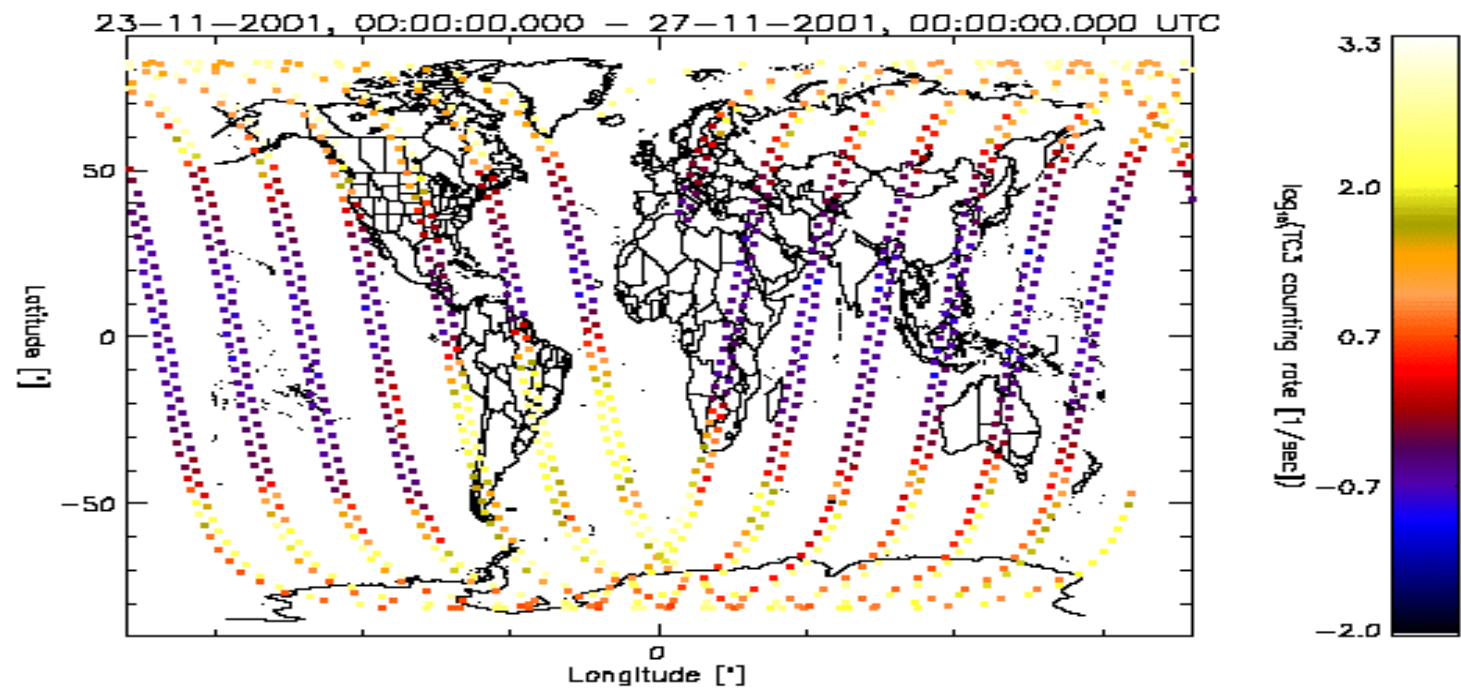 23-11-2001, 00:00:00.000 - 27-11-2001, 00:00:00.000 UTC
50
0
-50
Latitude [°]
0
Longitude [°]
3.3
2.0
0.7
-0.7
-2.0
log₁₀(TC3 counting rate [1/sec])